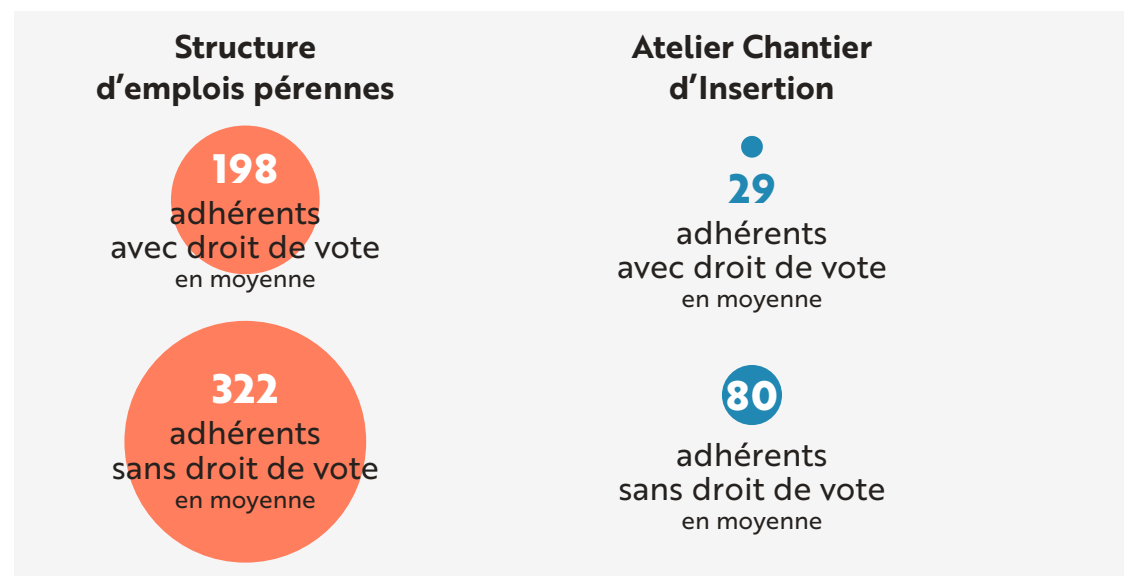 Structure
d’emplois pérennes
198
adhérents
avec droit de vote
en moyenne
322
adhérents
sans droit de vote
en moyenne
Atelier Chantier
d’Insertion
29
adhérents
avec droit de vote
en moyenne
80
adhérents
sans droit de vote
en moyenne